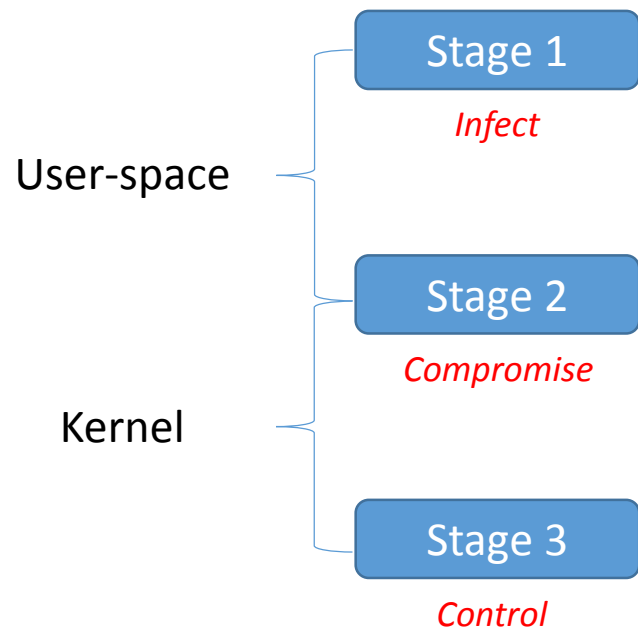 Stage 1
Infect
User-space
Stage 2
Compromise
Kernel
Stage 3
Control